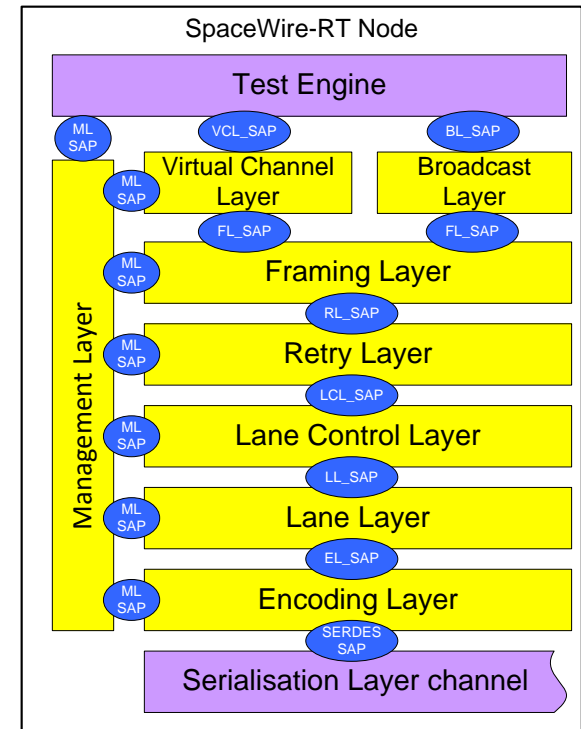 SpaceWire-RT Node
Test Engine
ML
SAP
VCL_SAP
BL_SAP
ML
SAP
Virtual Channel
Layer
Broadcast
Layer
FL_SAP
FL_SAP
ML
SAP
Framing Layer
RL_SAP
ML
SAP
Retry Layer
LCL_SAP
Management Layer
ML
SAP
Lane Control Layer
LL_SAP
ML
SAP
Lane Layer
EL_SAP
ML
SAP
Encoding Layer
SERDES
SAP
Serialisation Layer channel